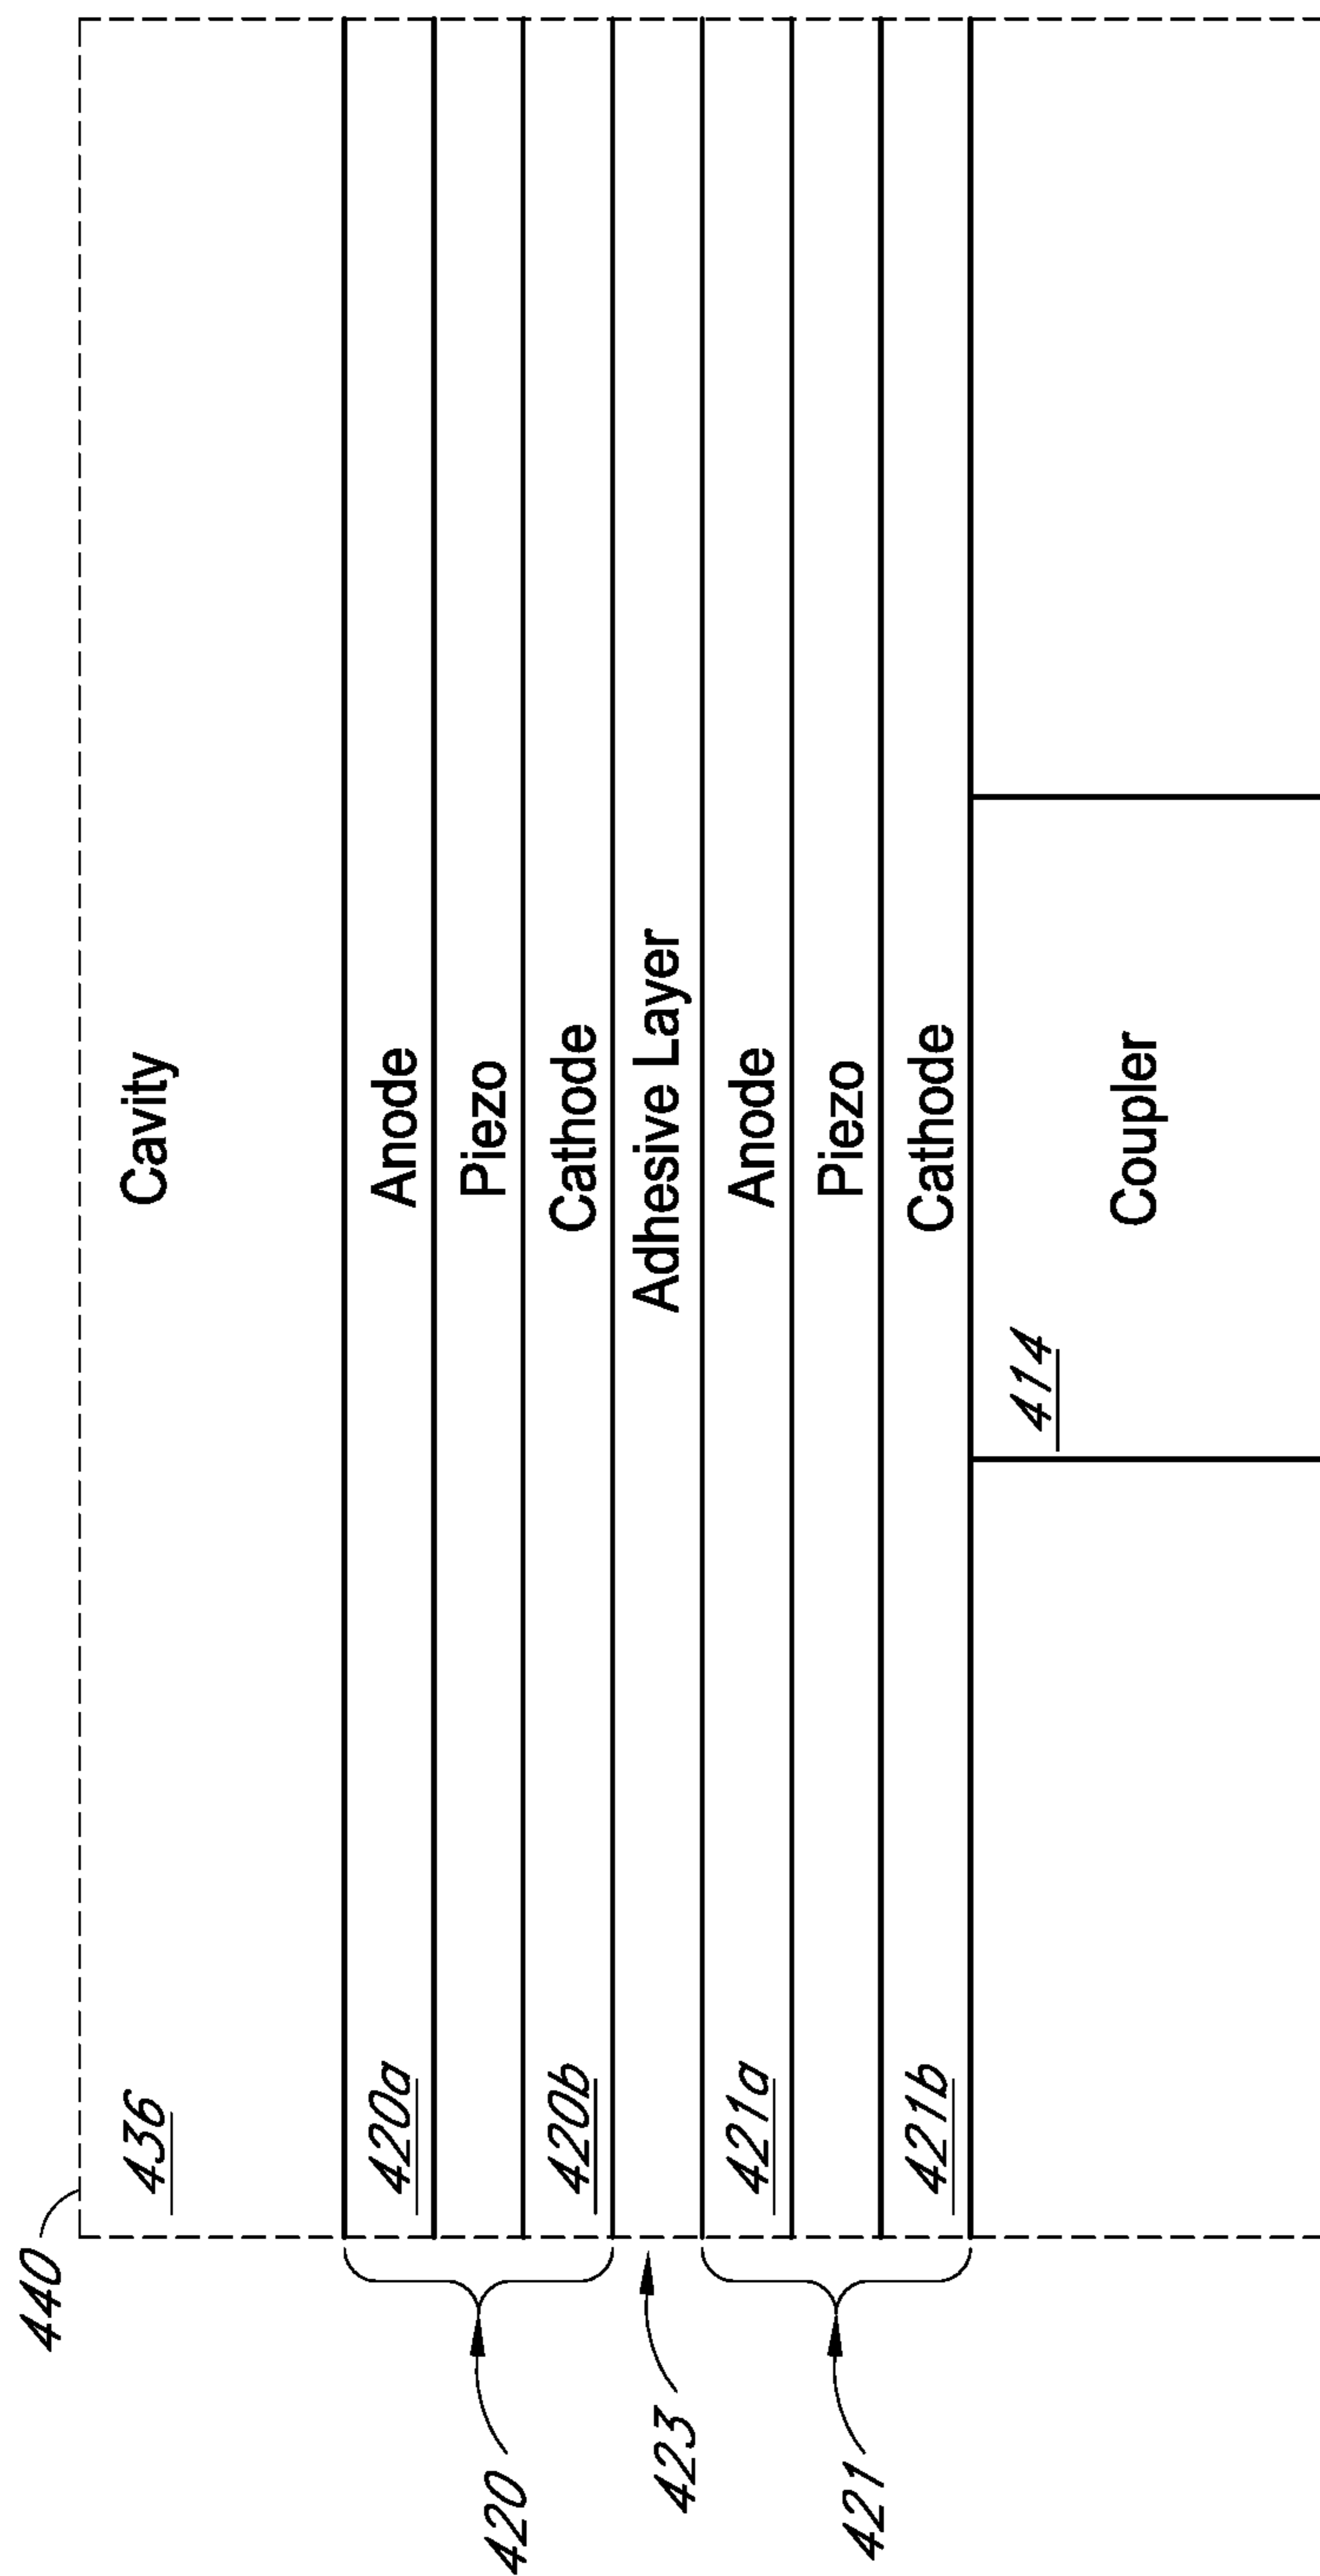 440
436
Cavity
420a
Anode
Piezo
420
420b
Cathode
423
Adhesive Layer
421a
Anode
Piezo
421
421b
Cathode
414
Coupler